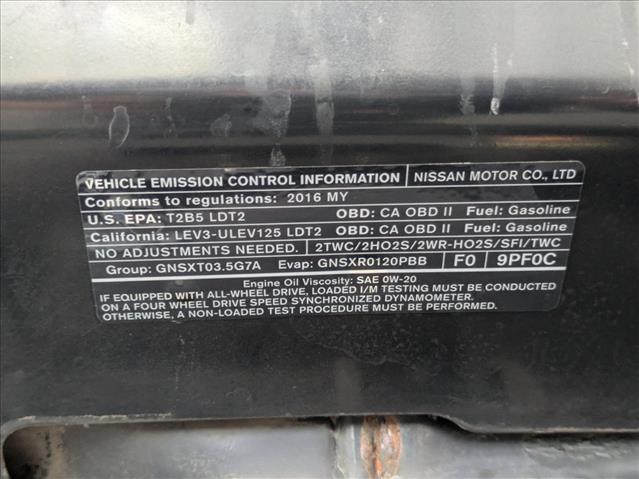 VEHICLE EMISSION CONTROL INFORMATION NISSAN MOTOR CO., LTD
Conforms to regulations: 2016 MY
U.S. EPA: T2B5 LDT2 OBD: CA OBD II Fuel: Gasoline
California: LEV3-ULEV125 LDT2 OBD: CA OBD II Fuel: Gasoline
NO ADJUSTMENTS NEEDED. 2TWC/2HO2S/2WR-HO2S/SFI/TWC
Group: GNSXT03.5G7A Evap: GNSXR0120PBB F0 9PF0C
Engine Oil Viscosity: SAE 0W-20
IF EQUIPPED WITH ALL-WHEEL DRIVE, LOADED I/M TESTING MUST BE CONDUCTED
ON A FOUR WHEEL DRIVE SPEED SYNCHRONIZED DYNAMOMETER.
OTHERWISE, A NON-LOADED TEST PROCEDURE MUST BE PERFORMED.